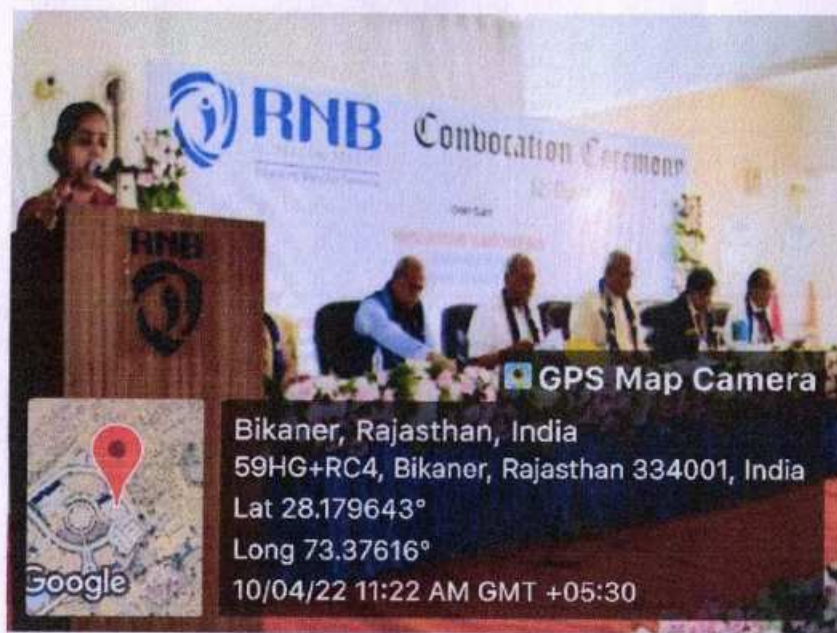 RNB
Convocation Ceremony
RNB
GPS Map Camera
Bikaner, Rajasthan, India
59HG+RC4, Bikaner, Rajasthan 334001, India
Lat 28.179643°
Long 73.37616°
10/04/22 11:22 AM GMT +05:30
Google